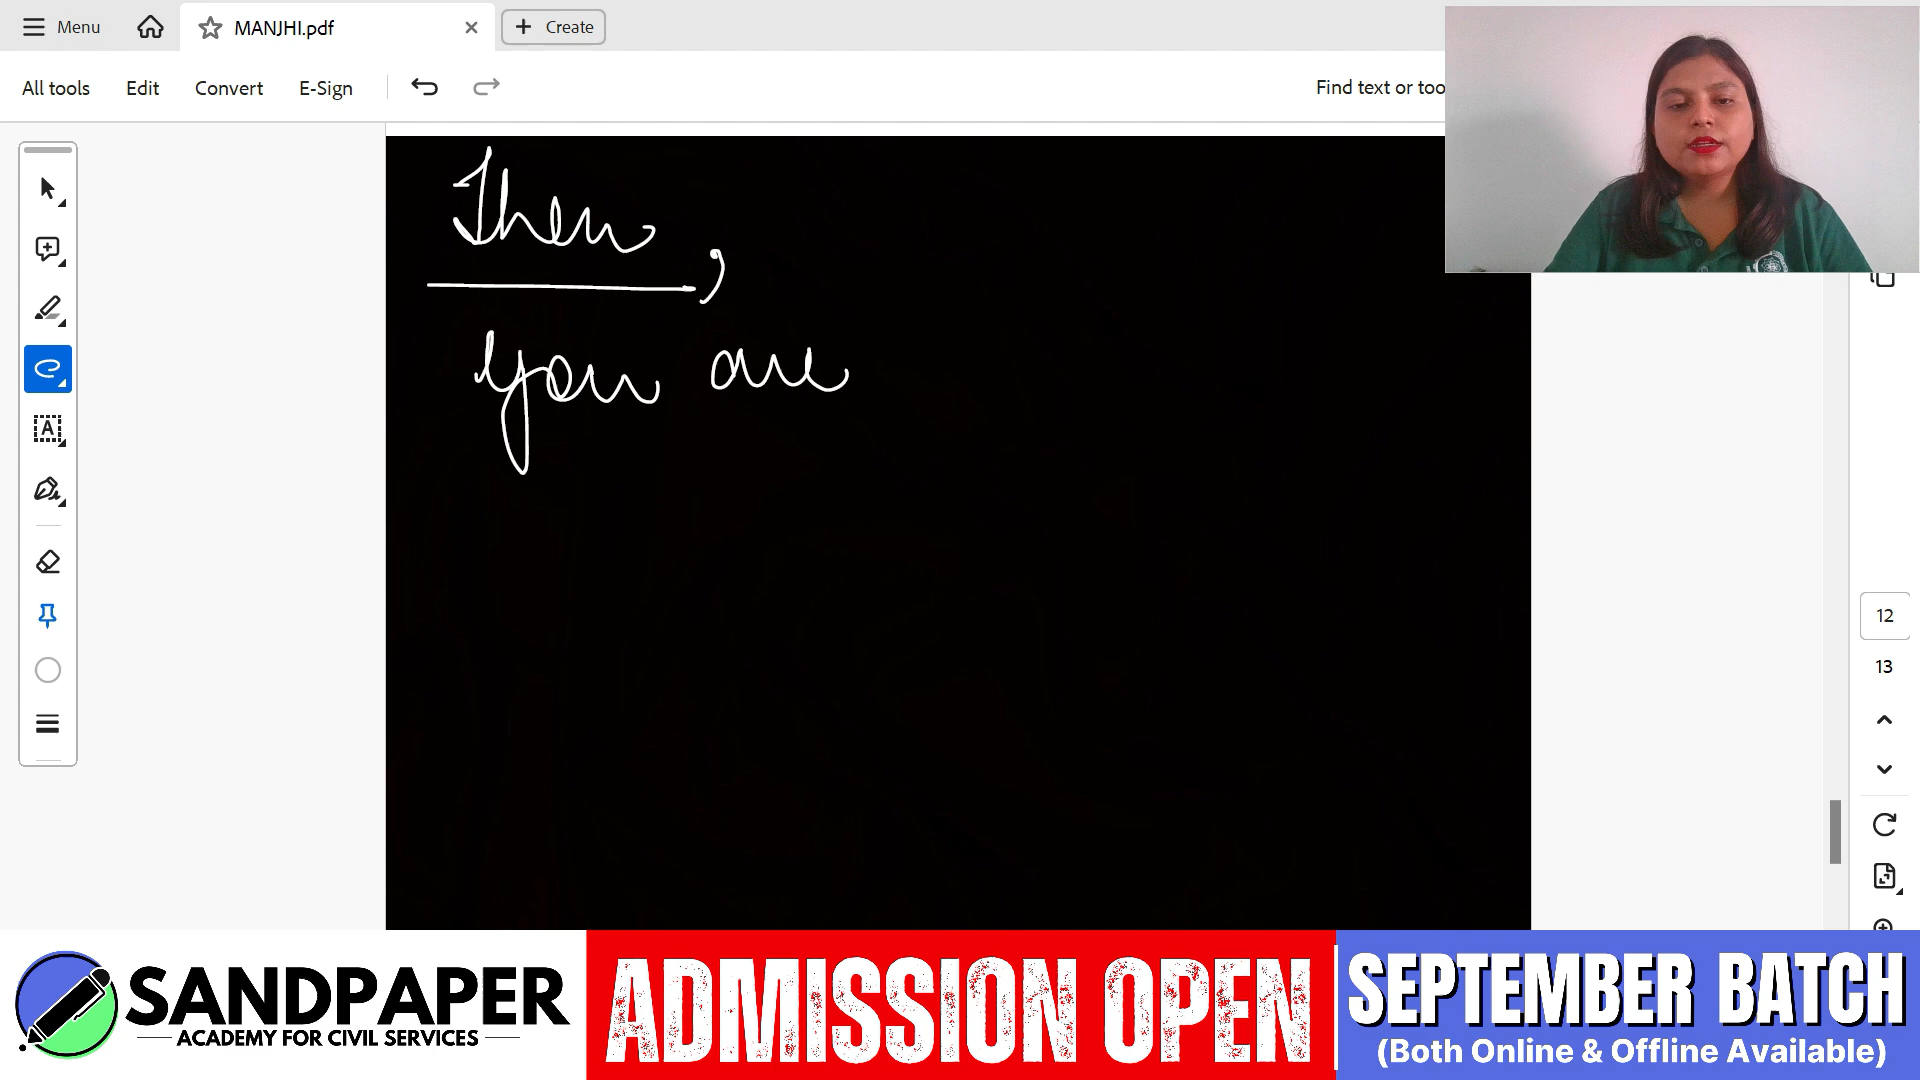 Menu MANJHI.pdf Create
All tools Edit Convert E-Sign Find text or too
Then,
you are
12
13
SANDPAPER
ACADEMY FOR CIVIL SERVICES
ADMISSION OPEN
SEPTEMBER BATCH
(Both Online & Offline Available)